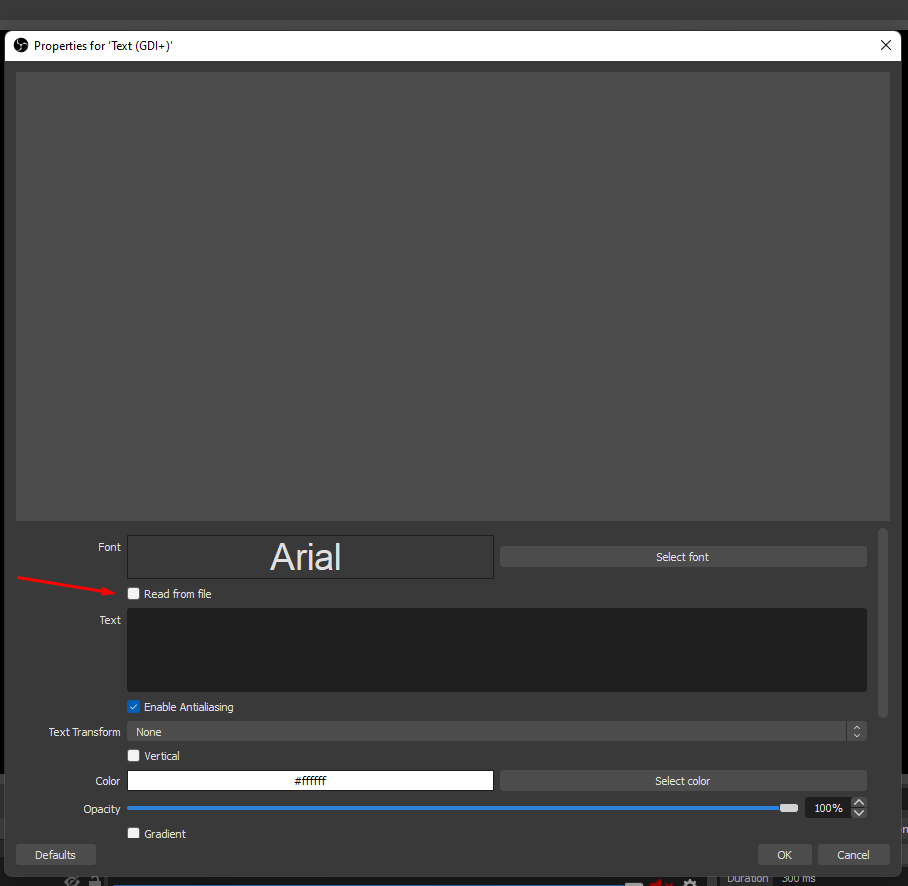 Properties for 'Text (GDI+)'
Font
Arial
Select font
Read from file
Text
Enable Antialiasing
Text Transform
None
Vertical
Color
#ffffff
Select color
Opacity
100%
Gradient
Defaults
OK
Cancel
Duration
300 ms